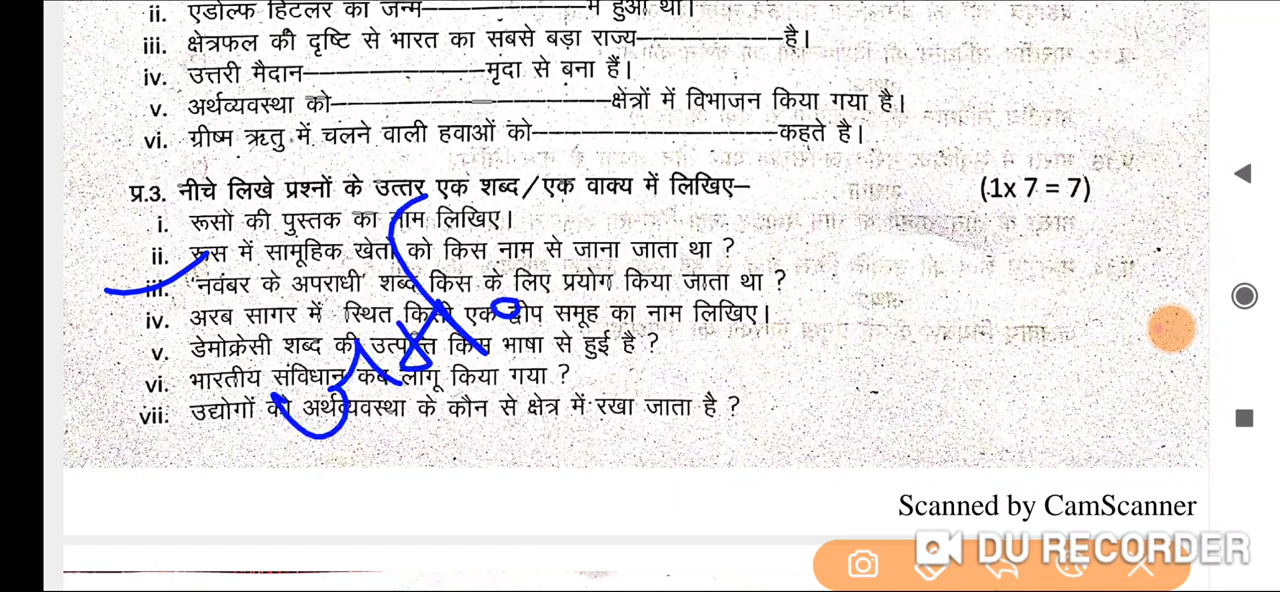 ii. एडोल्फ हिटलर का जन्म——————में हुआ था।
iii. क्षेत्रफल की दृष्टि से भारत का सबसे बड़ा राज्य——————है।
iv. उत्तरी मैदान——————मृदा से बना हैं।
v. अर्थव्यवस्था को——————क्षेत्रों में विभाजन किया गया है।
vi. ग्रीष्म ऋतु में चलने वाली हवाओं को——————कहते है।
प्र.3. नीचे लिखे प्रश्नों के उत्तर एक शब्द/एक वाक्य में लिखिए– (1x 7 = 7)
i. रूसो की पुस्तक का नाम लिखिए।
ii. रूस में सामूहिक खेतों को किस नाम से जाना जाता था ?
iii. 'नवंबर के अपराधी' शब्द किस के लिए प्रयोग किया जाता था ?
iv. अरब सागर में स्थित किसी एक द्वीप समूह का नाम लिखिए।
v. डेमोक्रेसी शब्द की उत्पत्ति किस भाषा से हुई है ?
vi. भारतीय संविधान कब लागू किया गया ?
vii. उद्योगों को अर्थव्यवस्था के कौन से क्षेत्र में रखा जाता है ?
Scanned by CamScanner
DU RECORDER